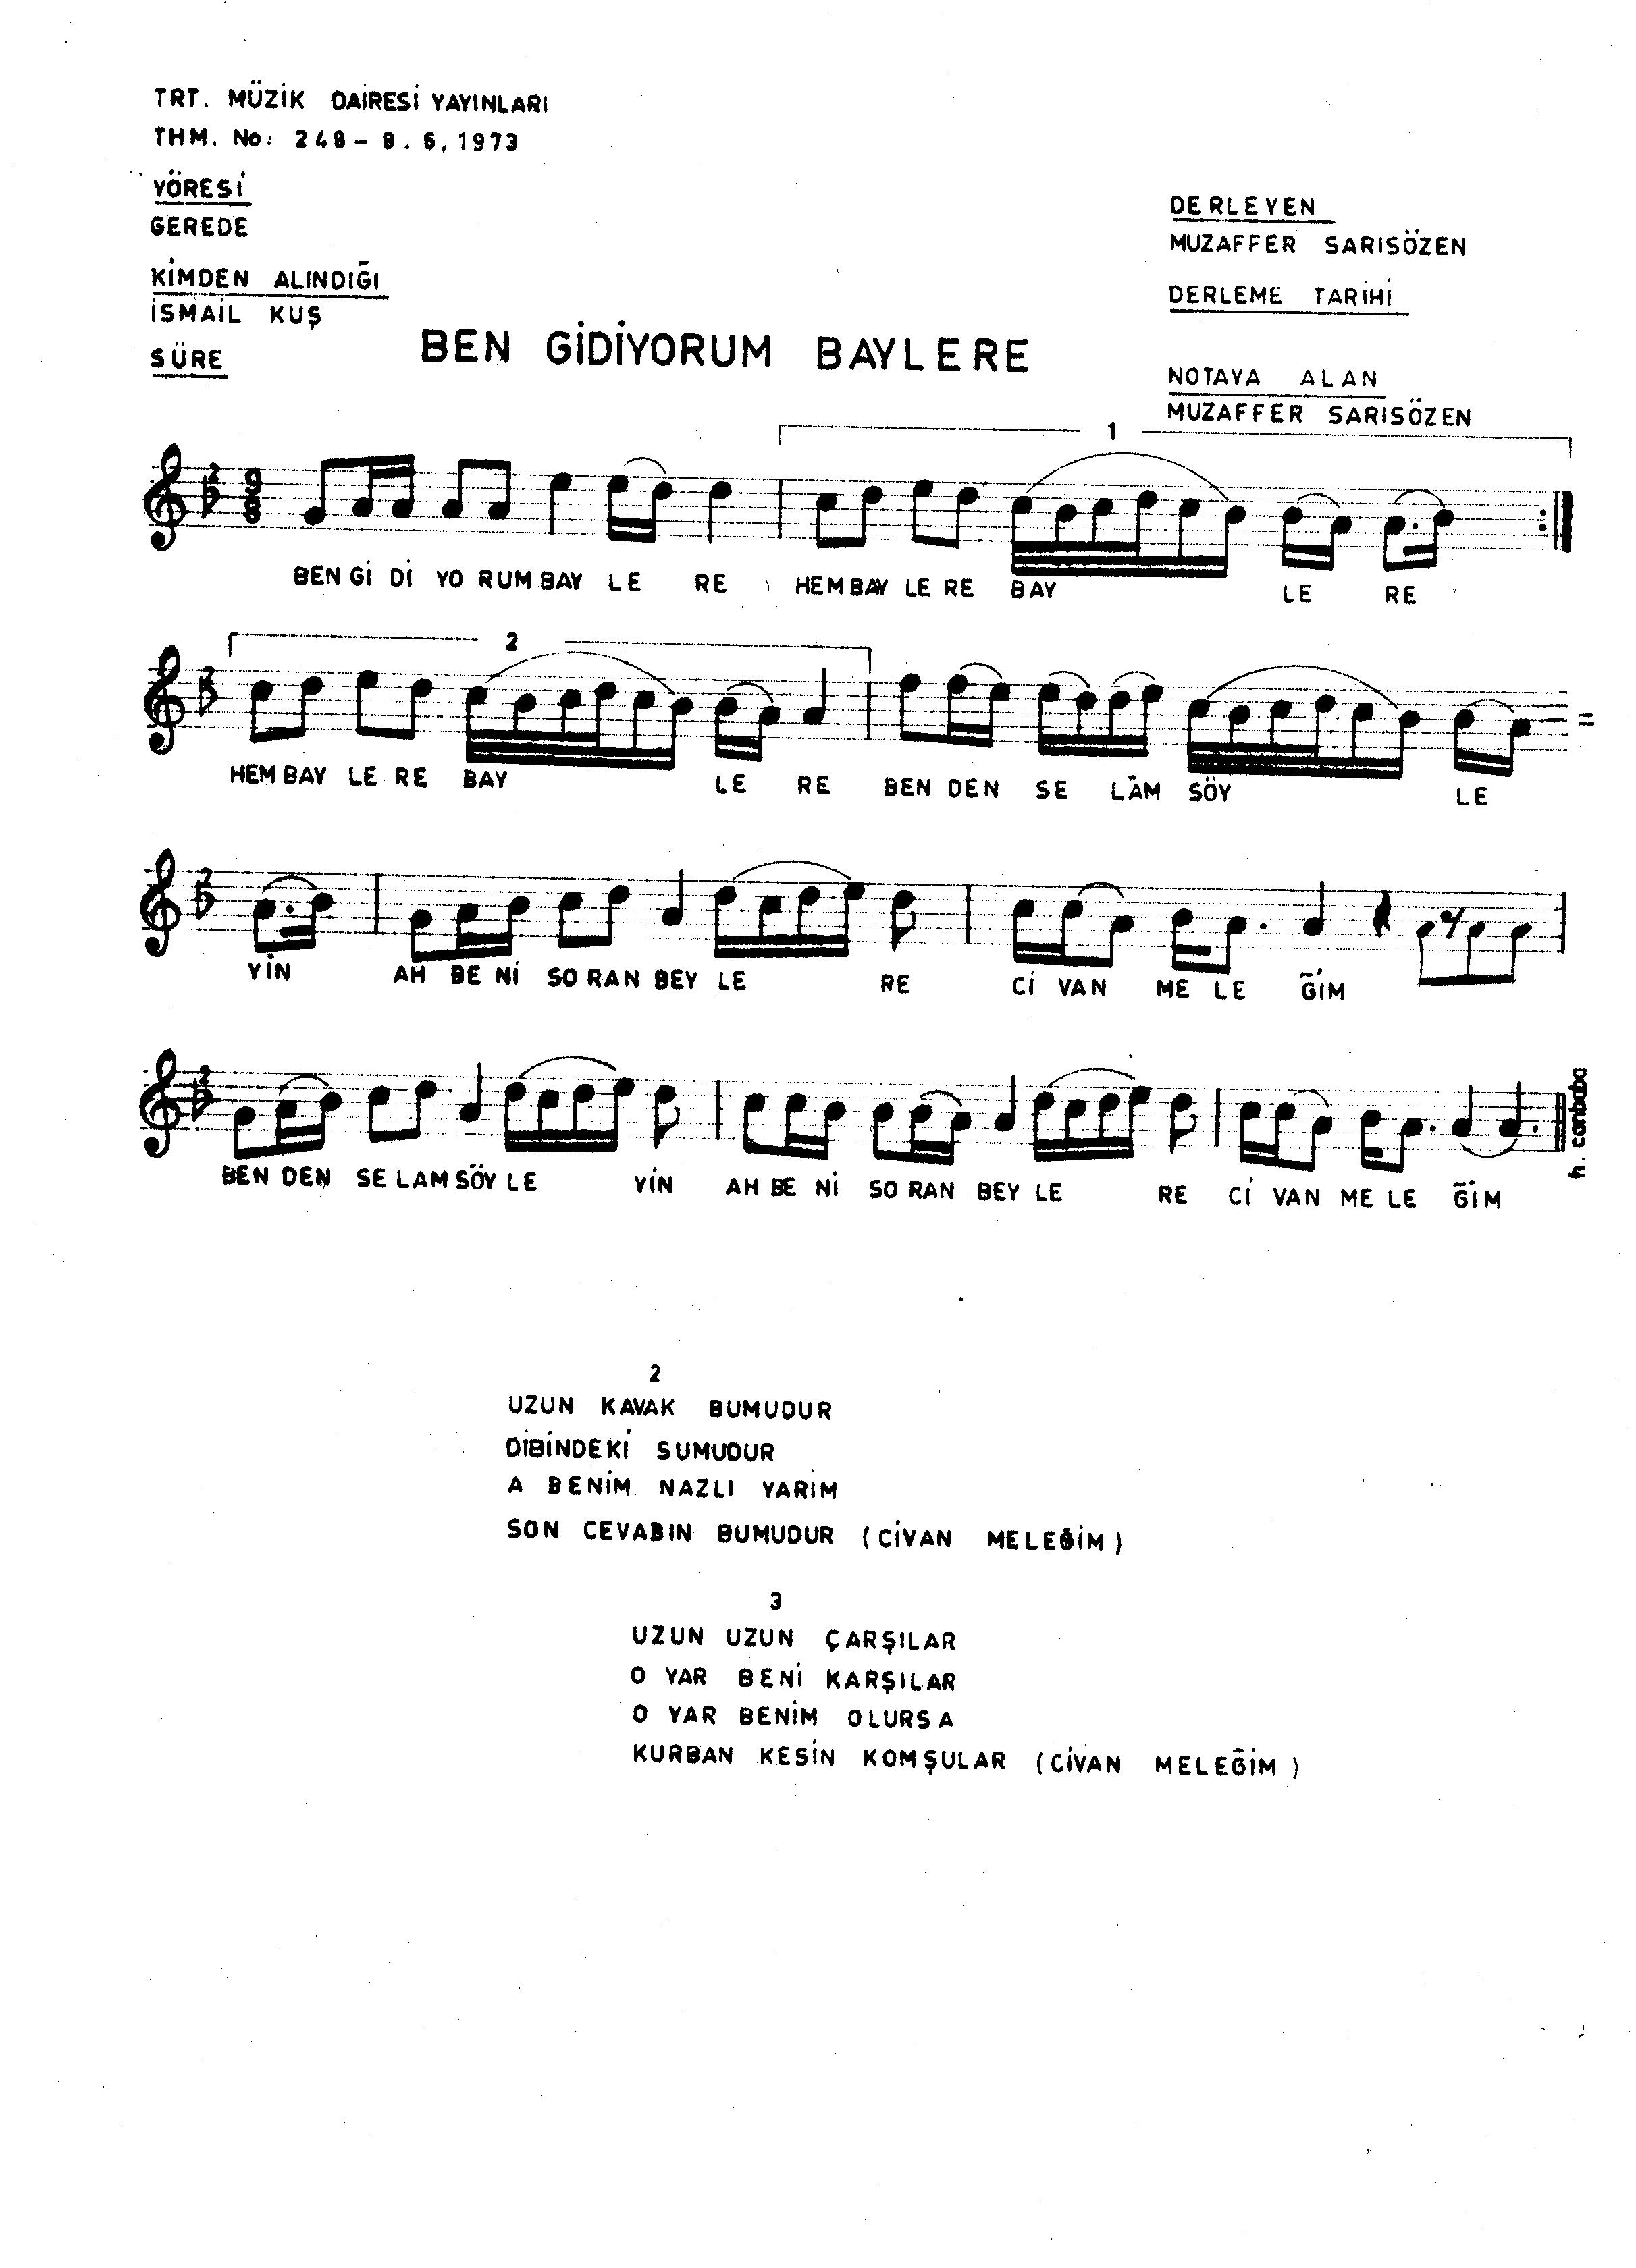 TRT. MÜZİK DAİRESİ YAYINLARI
THM. No: 248 – 8.6,1973
YÖRESİ
GEREDE
KİMDEN ALINDIĞI
İSMAİL KUŞ
SÜRE
DERLEYEN
MUZAFFER SARISÖZEN
DERLEME TARİHİ
NOTAYA ALAN
MUZAFFER SARISÖZEN
BEN GİDİYORUM BAYLERE
1
BEN Gİ Dİ YO RUM BAY LE RE HEM BAY LE RE BAY LE RE
2
HEM BAY LE RE BAY LE RE BEN DEN SE LÂM SÖY LE
YİN AH BE Nİ SO RAN BEY LE RE Cİ VAN ME LE ĞİM
BEN DEN SE LAM SÖY LE YİN AH BE Nİ SO RAN BEY LE RE Cİ VAN ME LE ĞİM
h. canbaba
2
UZUN KAVAK BUMUDUR
DİBİNDEKİ SUMUDUR
A BENİM NAZLI YARİM
SON CEVABIN BUMUDUR (CİVAN MELEĞİM)
3
UZUN UZUN ÇARŞILAR
O YAR BENİ KARŞILAR
O YAR BENİM OLURSA
KURBAN KESİN KOMŞULAR (CİVAN MELEĞİM)